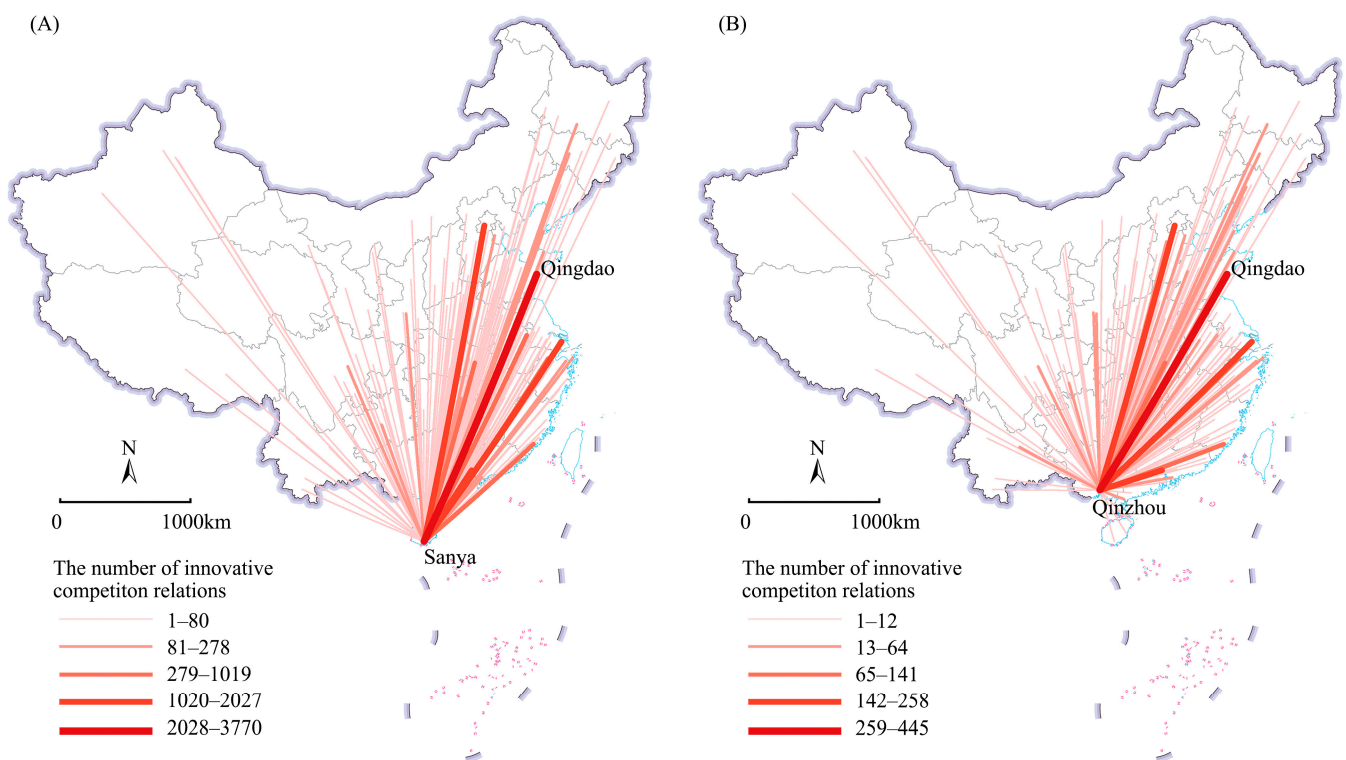 (A)
Qingdao
N
0 1000km
Sanya
The number of innovative
competiton relations
1–80
81–278
279–1019
1020–2027
2028–3770
(B)
Qingdao
N
0 1000km
Qinzhou
The number of innovative
competiton relations
1–12
13–64
65–141
142–258
259–445